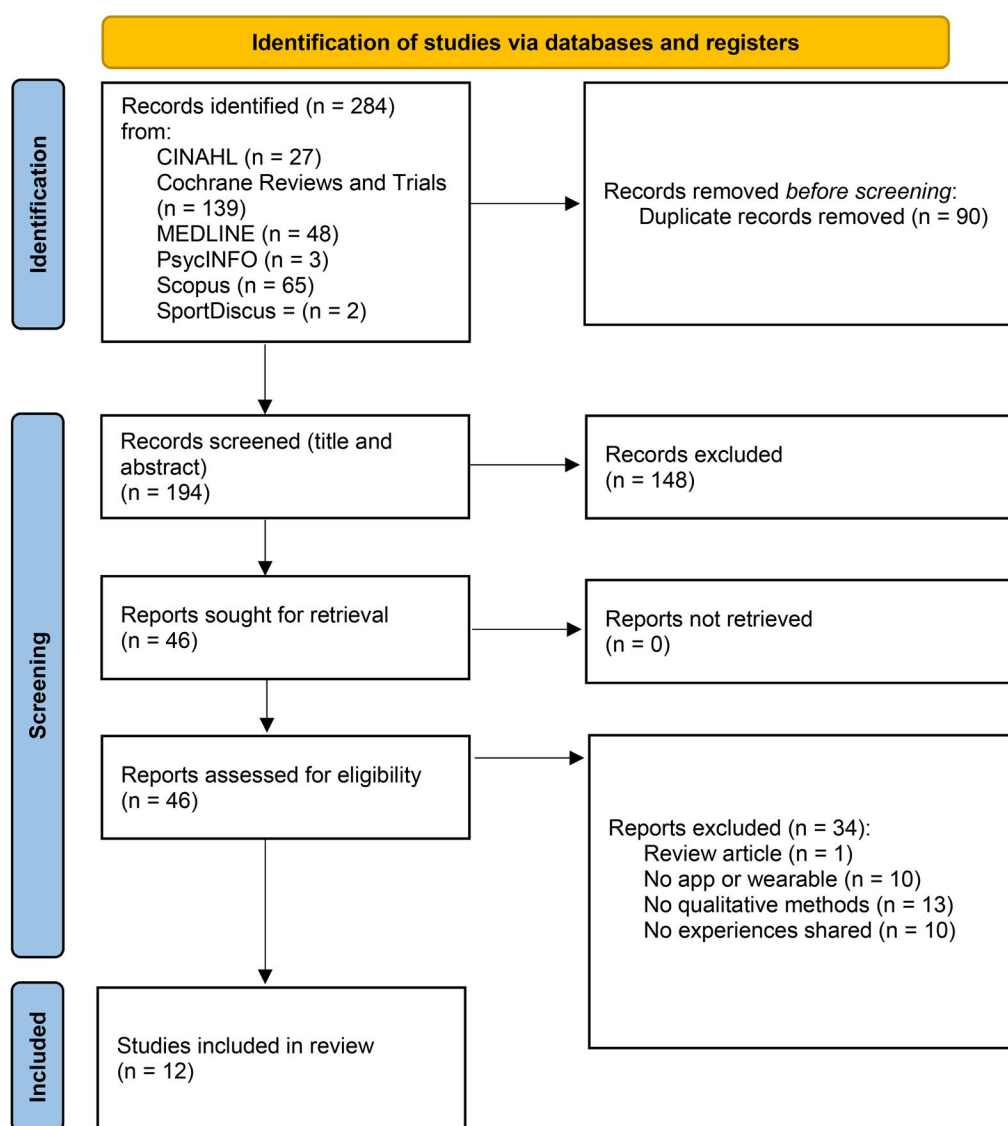 Identification of studies via databases and registers
Identification
Records identified (n = 284)
from:
CINAHL (n = 27)
Cochrane Reviews and Trials
(n = 139)
MEDLINE (n = 48)
PsycINFO (n = 3)
Scopus (n = 65)
SportDiscus = (n = 2)
Records removed before screening:
Duplicate records removed (n = 90)
Screening
Records screened (title and
abstract)
(n = 194)
Records excluded
(n = 148)
Reports sought for retrieval
(n = 46)
Reports not retrieved
(n = 0)
Reports assessed for eligibility
(n = 46)
Reports excluded (n = 34):
Review article (n = 1)
No app or wearable (n = 10)
No qualitative methods (n = 13)
No experiences shared (n = 10)
Included
Studies included in review
(n = 12)